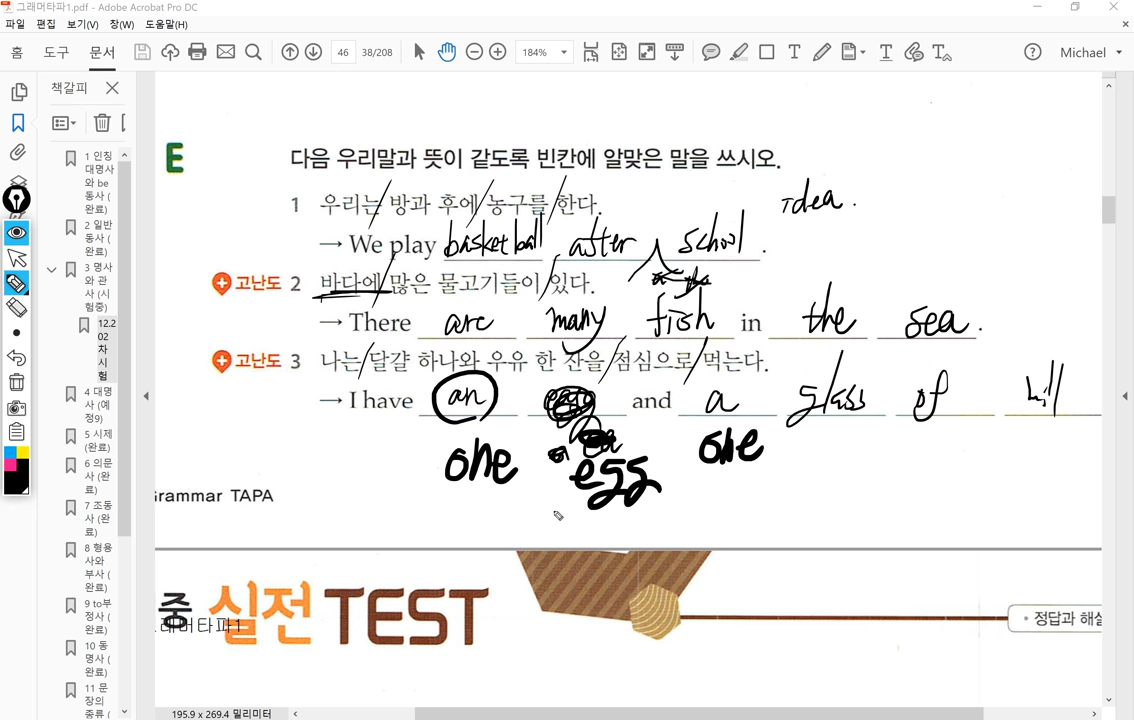 그래머타파1.pdf - Adobe Acrobat Pro DC
파일 편집 보기(V) 창(W) 도움말(H)
홈 도구 문서 46 38/208 184% Michael
책갈피
1 인칭대명사와 be동사 (완료)
2 일반동사 (완료)
3 명사와 관사 (시험중)
12.202차시험
4 대명사 (예정9)
5 시제 (완료)
6 의문사 (완료)
7 조동사 (완료)
8 형용사와 부사 (완료)
9 to부정사 (완료)
10 동명사 (완료)
11 문장의 종류 (
E 다음 우리말과 뜻이 같도록 빈칸에 알맞은 말을 쓰시오.
1 우리는 방과 후에 농구를 한다. idea.
→ We play basketball after school.
고난도 2 바다에 많은 물고기들이 있다.
→ There are many fish in the sea.
고난도 3 나는 달걀 하나와 우유 한 잔을 점심으로 먹는다.
→ I have an and a glass of
one egg one
Grammar TAPA
중 실전 TEST
그래머타파1
• 정답과 해설
195.9 x 269.4 밀리미터